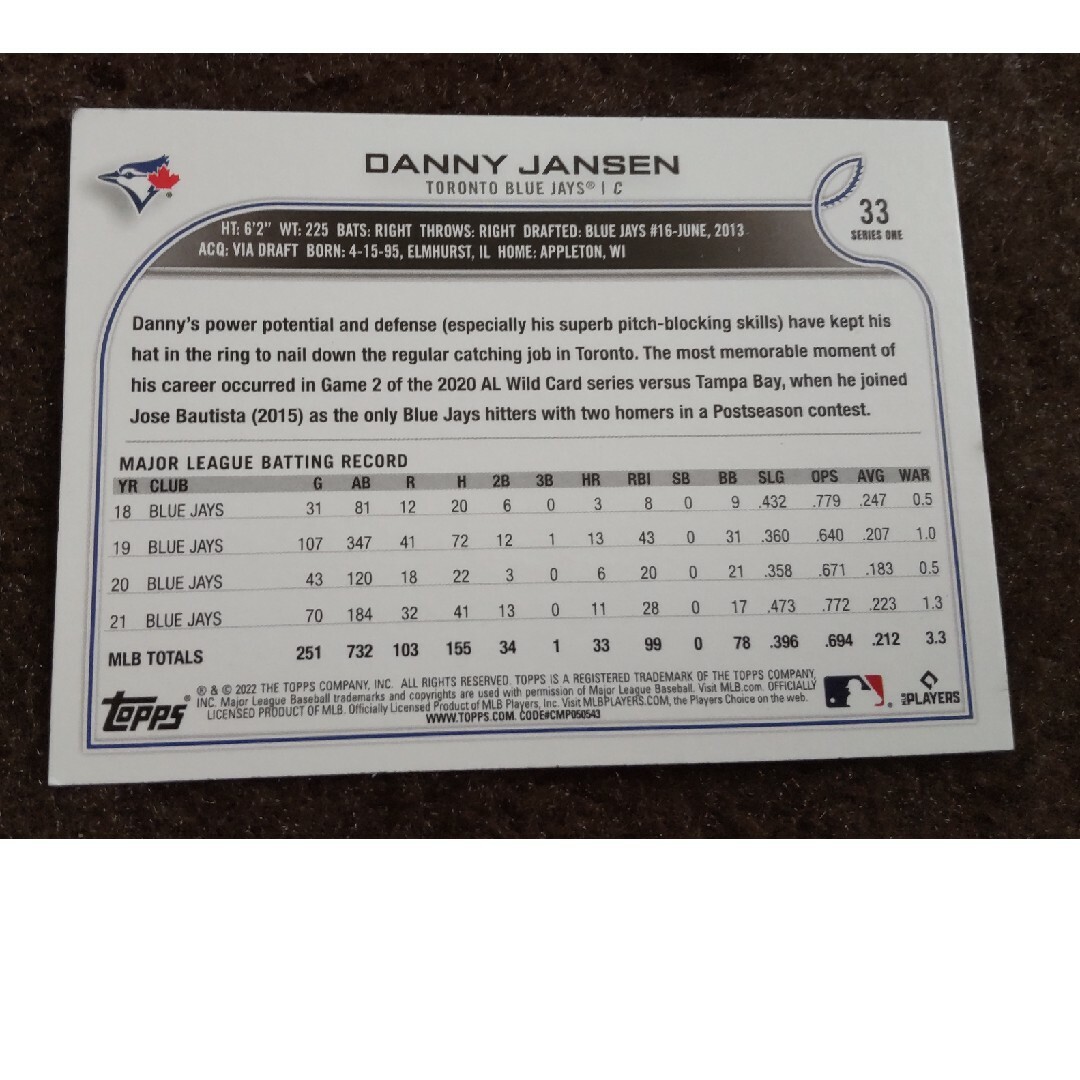 DANNY JANSEN
TORONTO BLUE JAYS® | C
33
SERIES ONE
HT: 6'2" WT: 225 BATS: RIGHT THROWS: RIGHT DRAFTED: BLUE JAYS #16-JUNE, 2013
ACQ: VIA DRAFT BORN: 4-15-95, ELMHURST, IL HOME: APPLETON, WI
Danny's power potential and defense (especially his superb pitch-blocking skills) have kept his
hat in the ring to nail down the regular catching job in Toronto. The most memorable moment of
his career occurred in Game 2 of the 2020 AL Wild Card series versus Tampa Bay, when he joined
Jose Bautista (2015) as the only Blue Jays hitters with two homers in a Postseason contest.
MAJOR LEAGUE BATTING RECORD
YR CLUB G AB R H 2B 3B HR RBI SB BB SLG OPS AVG WAR
18 BLUE JAYS 31 81 12 20 6 0 3 8 0 9 .432 .779 .247 0.5
19 BLUE JAYS 107 347 41 72 12 1 13 43 0 31 .360 .640 .207 1.0
20 BLUE JAYS 43 120 18 22 3 0 6 20 0 21 .358 .671 .183 0.5
21 BLUE JAYS 70 184 32 41 13 0 11 28 0 17 .473 .772 .223 1.3
MLB TOTALS 251 732 103 155 34 1 33 99 0 78 .396 .694 .212 3.3
Topps®
® & © 2022 THE TOPPS COMPANY, INC. ALL RIGHTS RESERVED. TOPPS IS A REGISTERED TRADEMARK OF THE TOPPS COMPANY,
INC. Major League Baseball trademarks and copyrights are used with permission of Major League Baseball. Visit MLB.com. OFFICIALLY
LICENSED PRODUCT OF MLB. Officially Licensed Product of MLB Players, Inc. Visit MLBPLAYERS.COM, the Players Choice on the web.
WWW.TOPPS.COM. CODE#CMP050543
MLB PLAYERS